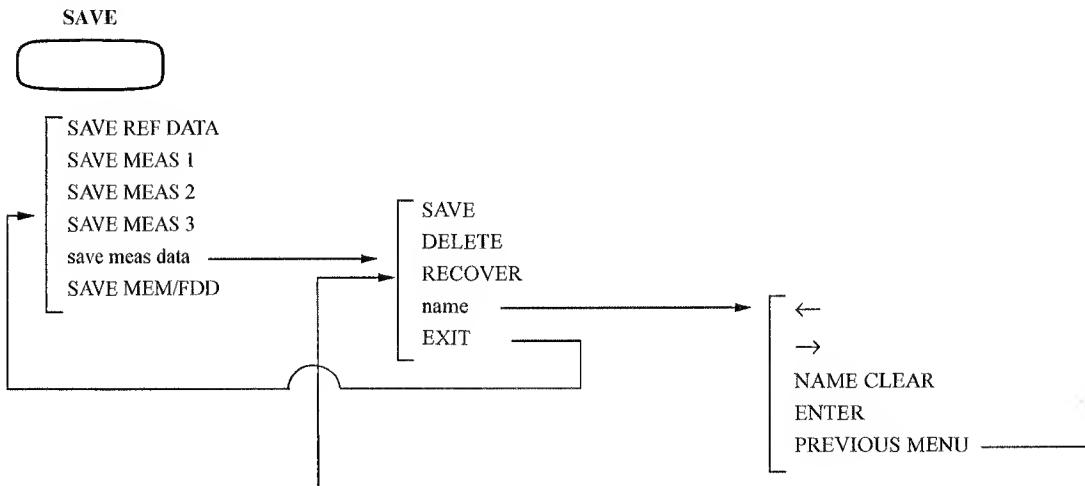 SAVE
SAVE REF DATA
SAVE MEAS 1
SAVE MEAS 2
SAVE MEAS 3
save meas data
SAVE MEM/FDD
SAVE
DELETE
RECOVER
name
EXIT
←
→
NAME CLEAR
ENTER
PREVIOUS MENU